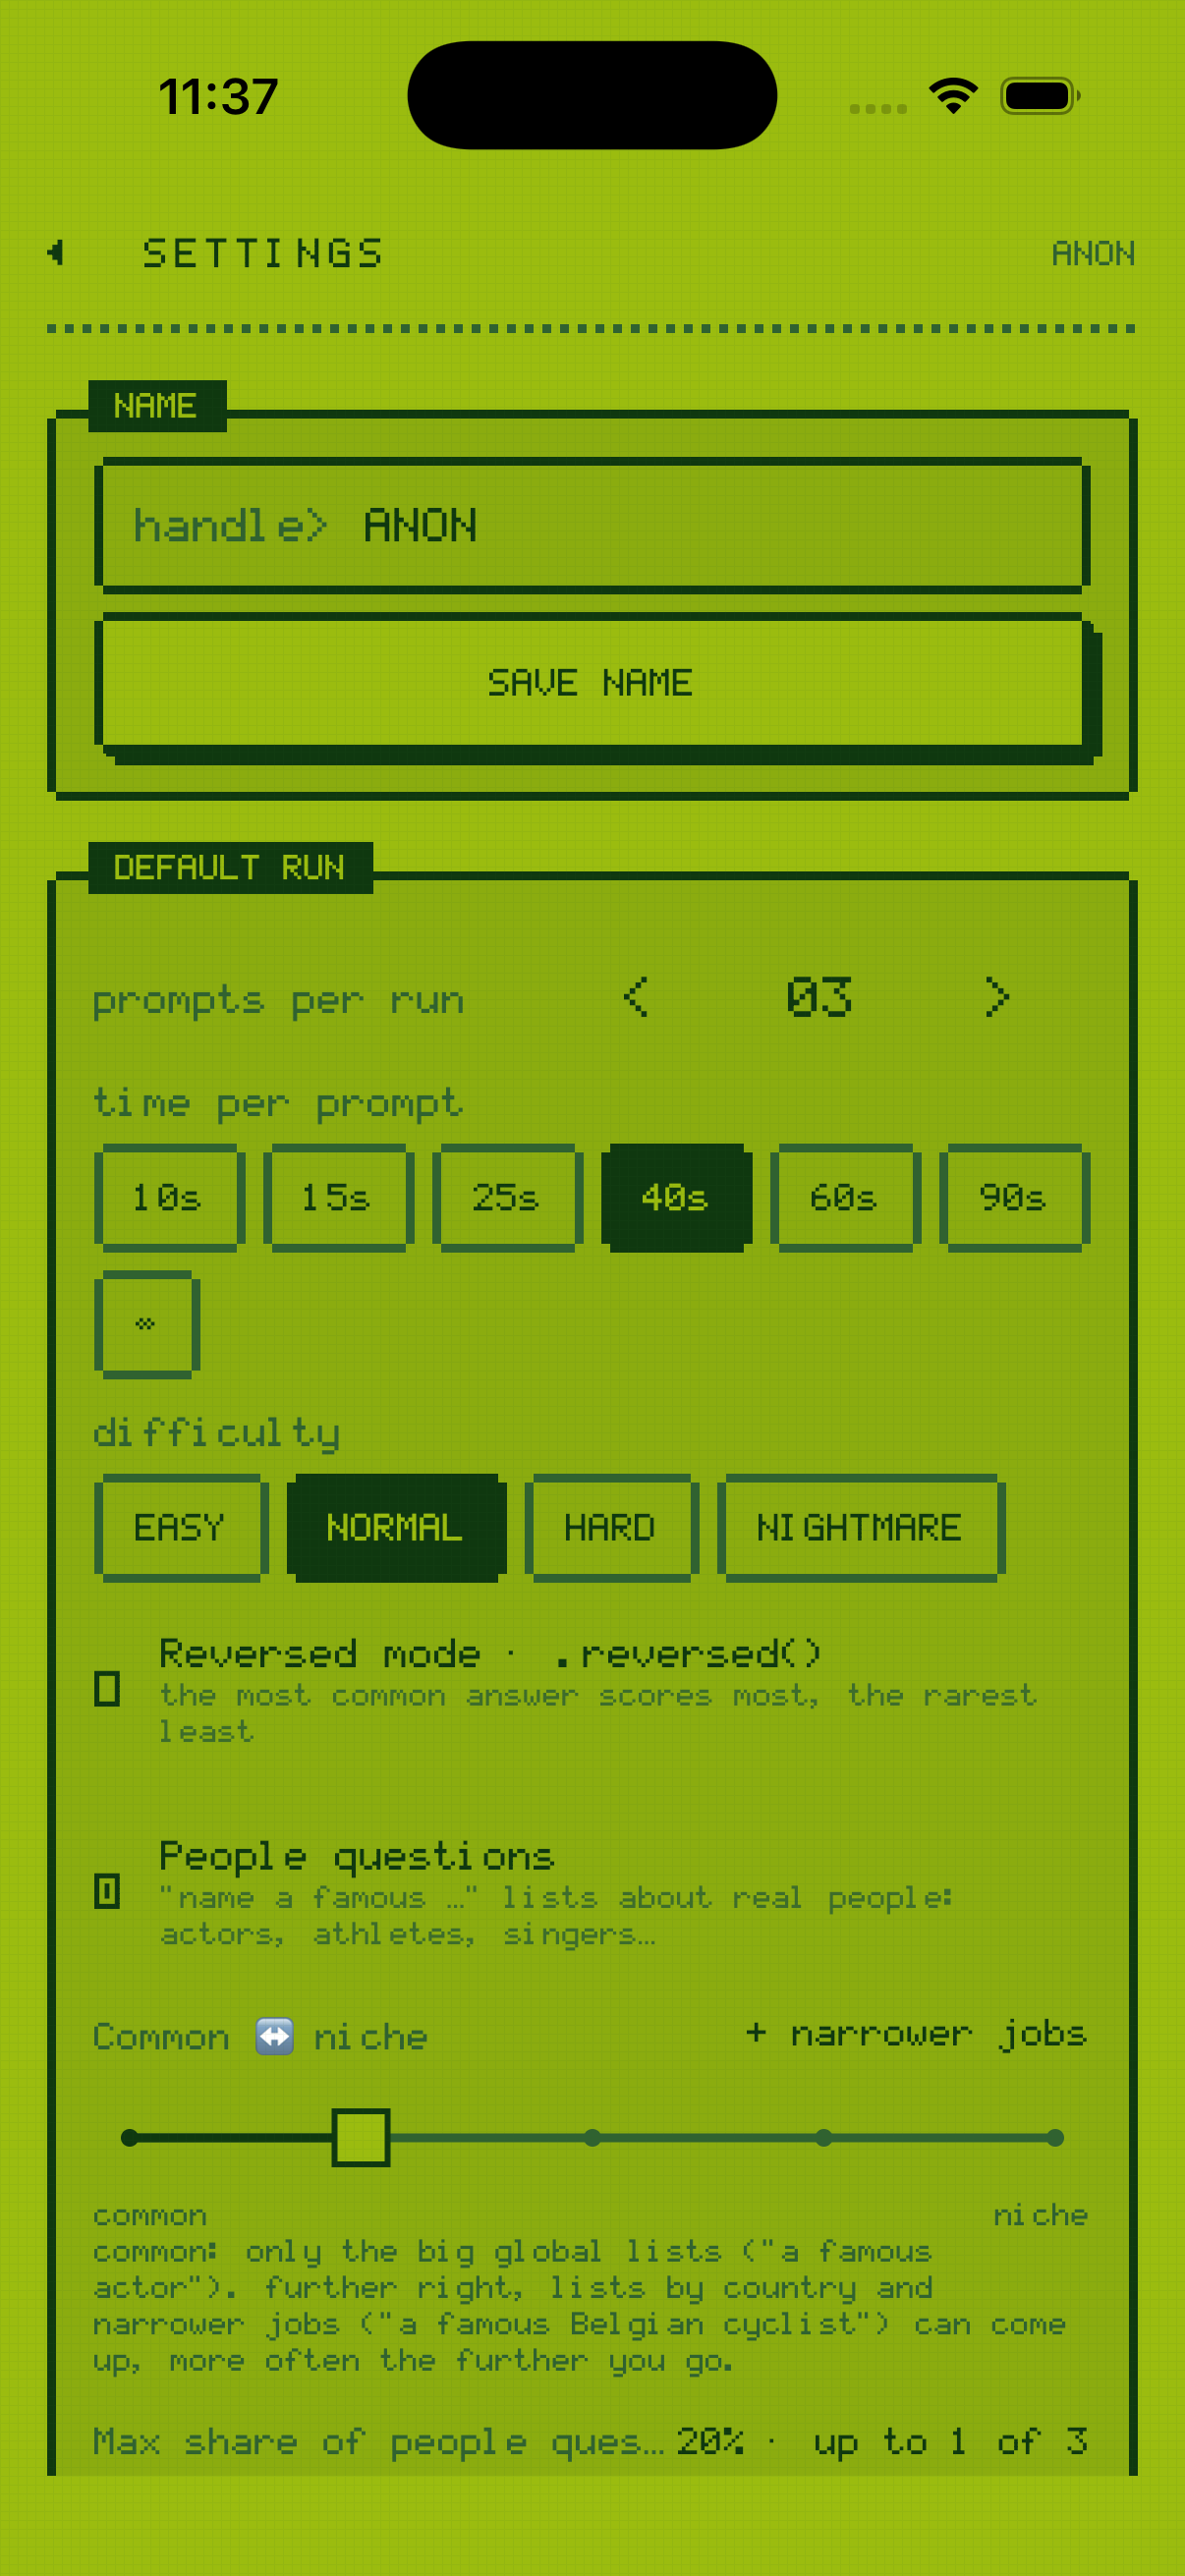 11:37
SETTINGS
ANON
NAME
handle> ANON
SAVE NAME
DEFAULT RUN
prompts per run < 03 >
time per prompt
10s 15s 25s 40s 60s 90s
∞
difficulty
EASY NORMAL HARD NIGHTMARE
Reversed mode · .reversed()
the most common answer scores most, the rarest
least
People questions
"name a famous …" lists about real people:
actors, athletes, singers…
Common ↔️ niche + narrower jobs
common niche
common: only the big global lists ("a famous
actor"). further right, lists by country and
narrower jobs ("a famous Belgian cyclist") can come
up, more often the further you go.
Max share of people ques… 20% · up to 1 of 3